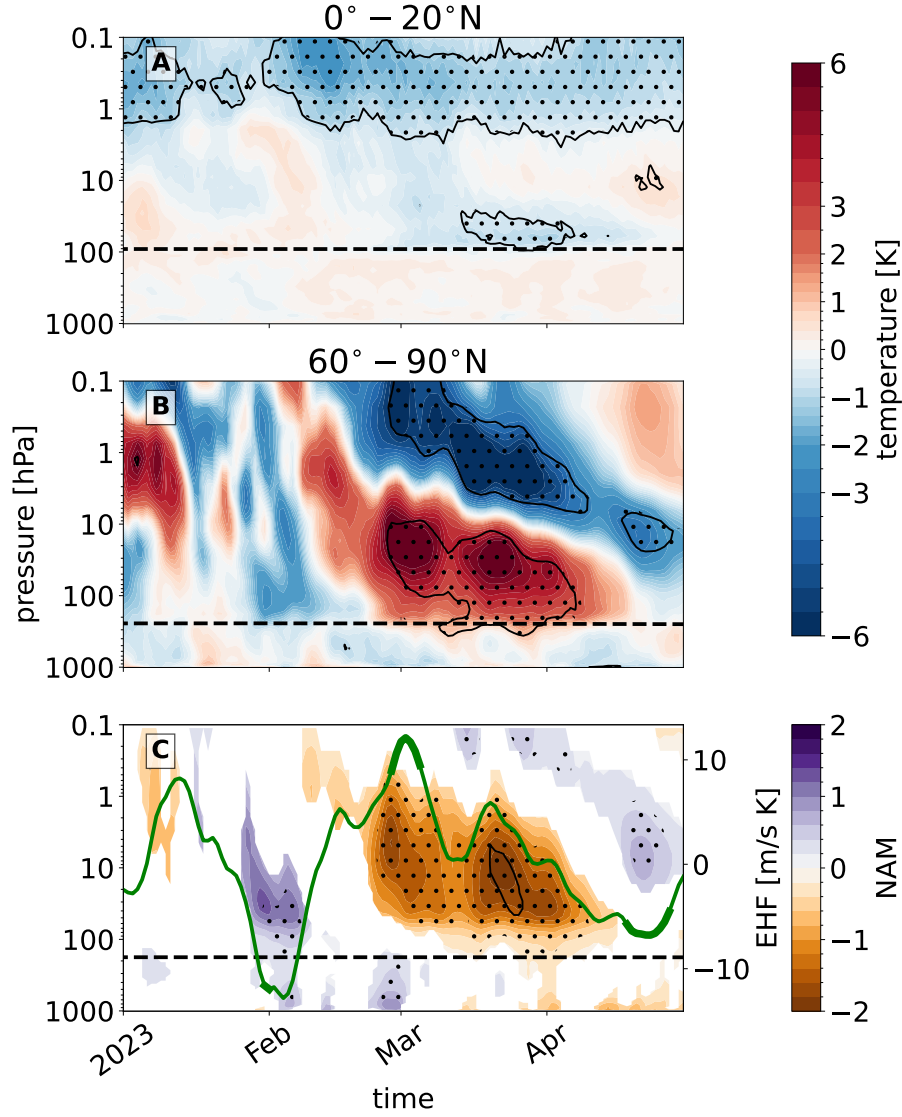 0° − 20°N
A
0.1
1
10
100
1000
60° − 90°N
B
0.1
1
10
100
1000
pressure [hPa]
C
0.1
1
10
100
1000
10
0
−10
EHF [m/s K]
2023
Feb
Mar
Apr
time
6
3
2
1
0
−1
−2
−3
−6
temperature [K]
2
1
0
−1
−2
NAM